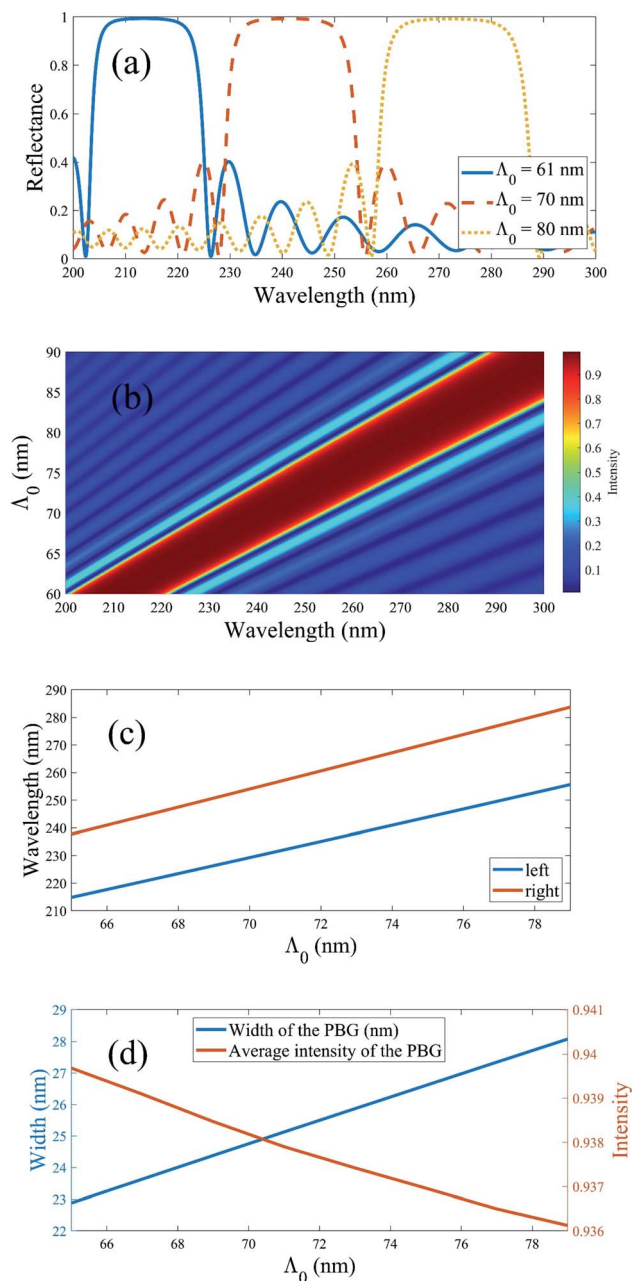 1
0.8
0.6
0.4
0.2
0
Reflectance
(a)
Λ0 = 61 nm
Λ0 = 70 nm
Λ0 = 80 nm
200 210 220 230 240 250 260 270 280 290 300
Wavelength (nm)
90
85
80
75
70
65
60
Λ0 (nm)
(b)
200 210 220 230 240 250 260 270 280 290 300
Wavelength (nm)
0.9
0.8
0.7
0.6
0.5
0.4
0.3
0.2
0.1
Intensity
290
280
270
260
250
240
230
220
210
Wavelength (nm)
(c)
left
right
66 68 70 72 74 76 78
Λ0 (nm)
29
28
27
26
25
24
23
22
Width (nm)
(d)
Width of the PBG (nm)
Average intensity of the PBG
0.941
0.94
0.939
0.938
0.937
0.936
Intensity
66 68 70 72 74 76 78
Λ0 (nm)